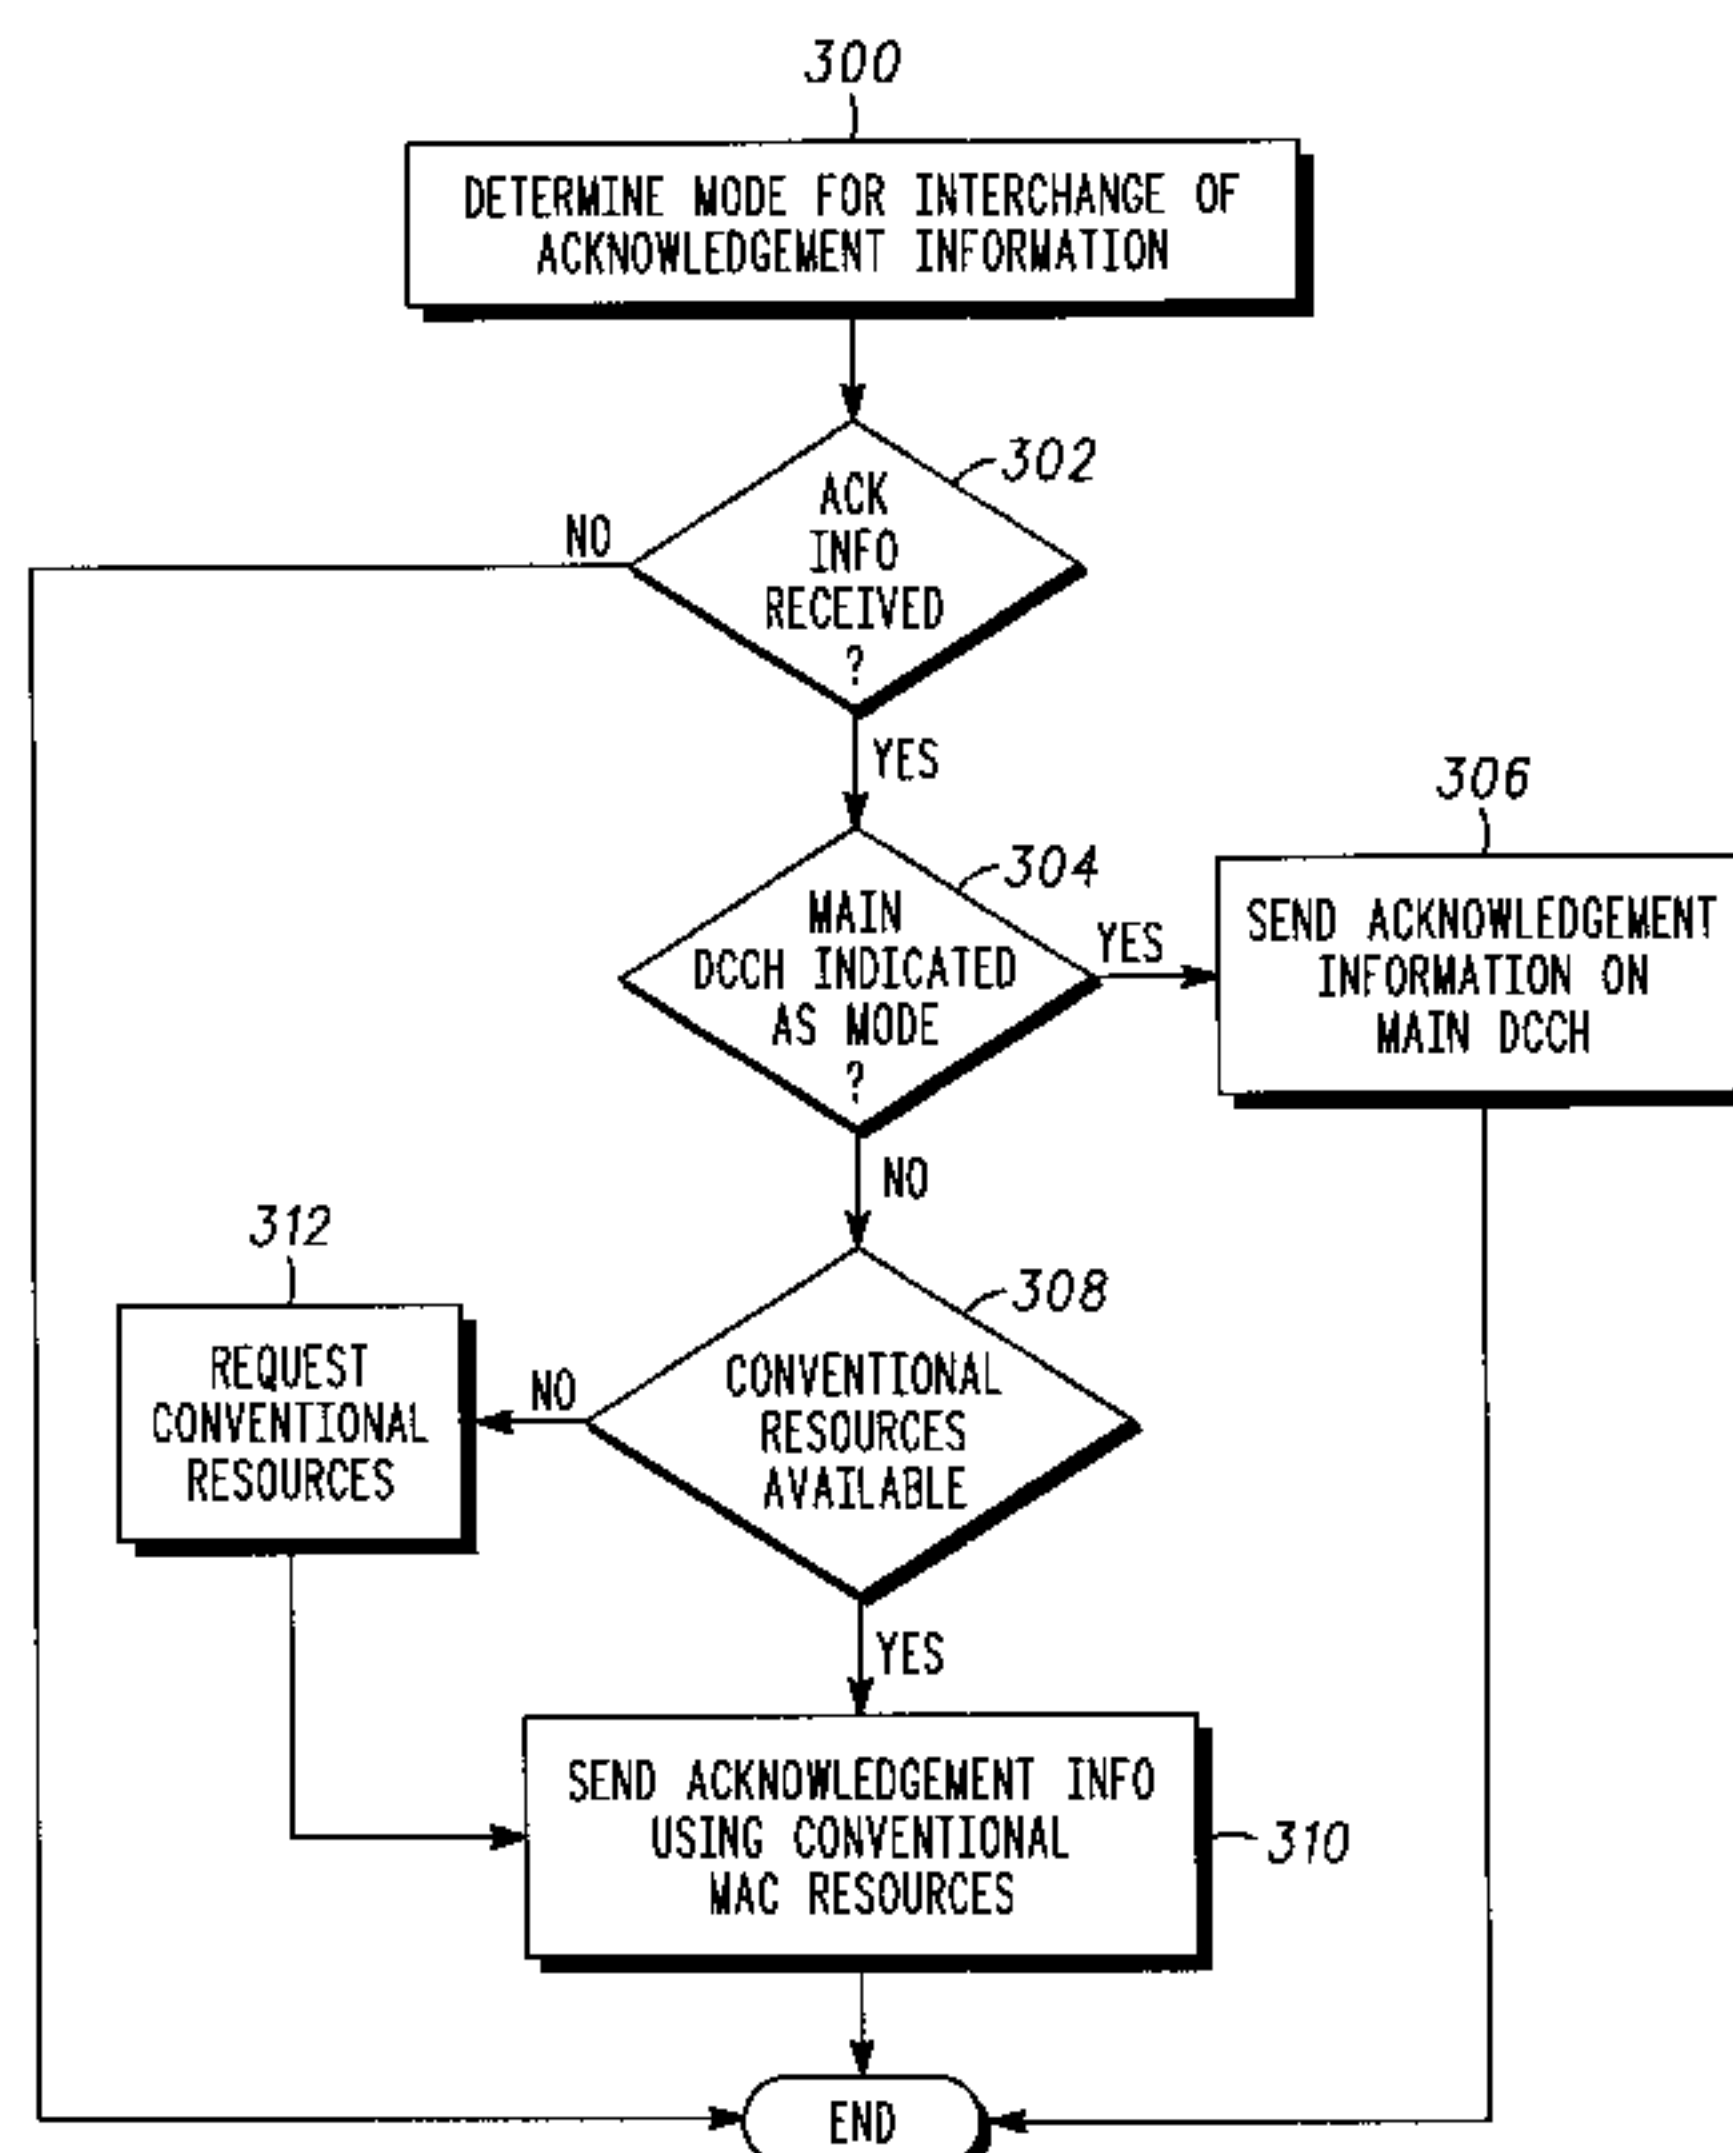 300
DETERMINE MODE FOR INTERCHANGE OF
ACKNOWLEDGEMENT INFORMATION
302
ACK
INFO
RECEIVED
?
NO
YES
304
MAIN
DCCH INDICATED
AS MODE
?
YES
306
SEND ACKNOWLEDGEMENT
INFORMATION ON
MAIN DCCH
NO
308
CONVENTIONAL
RESOURCES
AVAILABLE
NO
312
REQUEST
CONVENTIONAL
RESOURCES
YES
SEND ACKNOWLEDGEMENT INFO
USING CONVENTIONAL
MAC RESOURCES
310
END